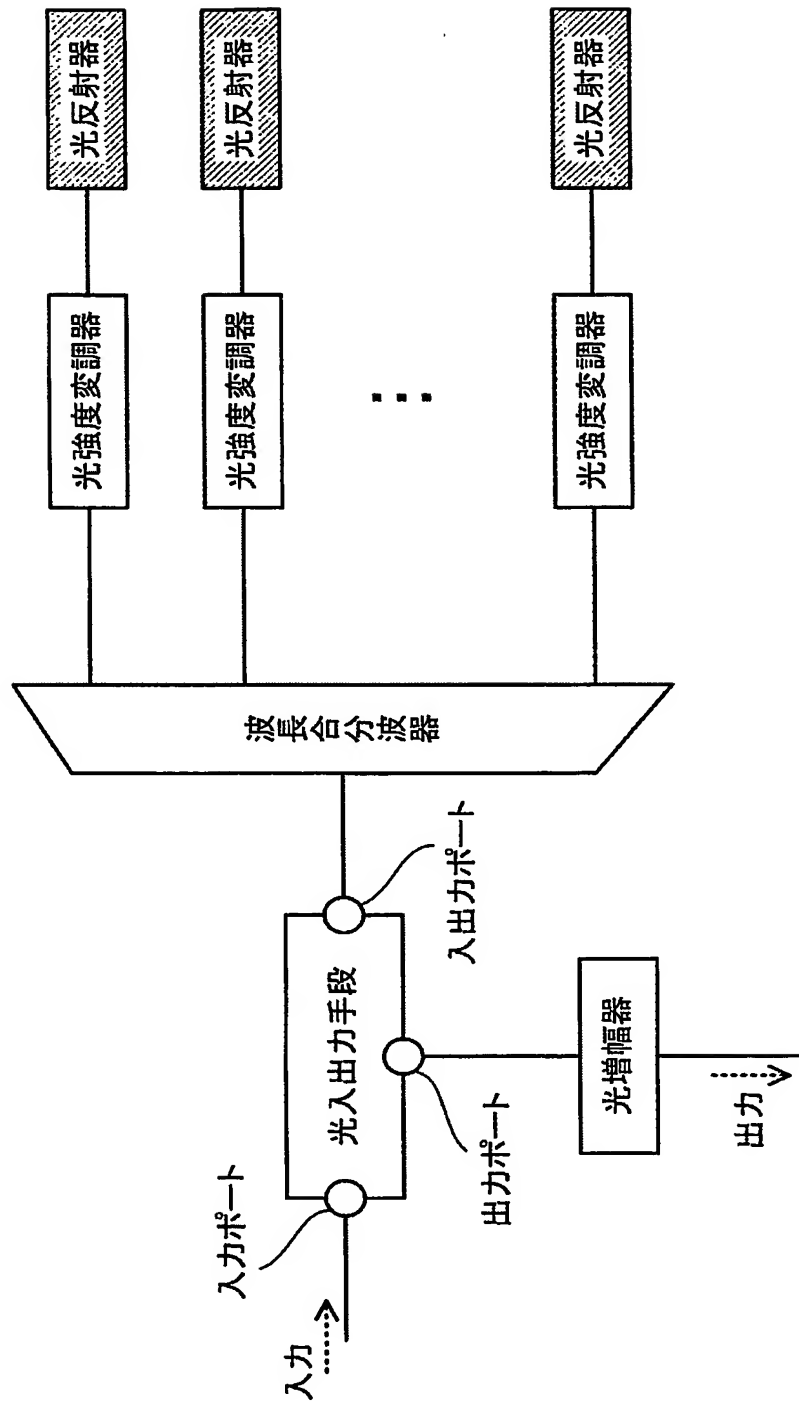 入力
入力ポート
光入出力手段
出力ポート
入出力ポート
光増幅器
出力
波長合分波器
光強度変調器
光反射器
光強度変調器
光反射器
光強度変調器
光反射器